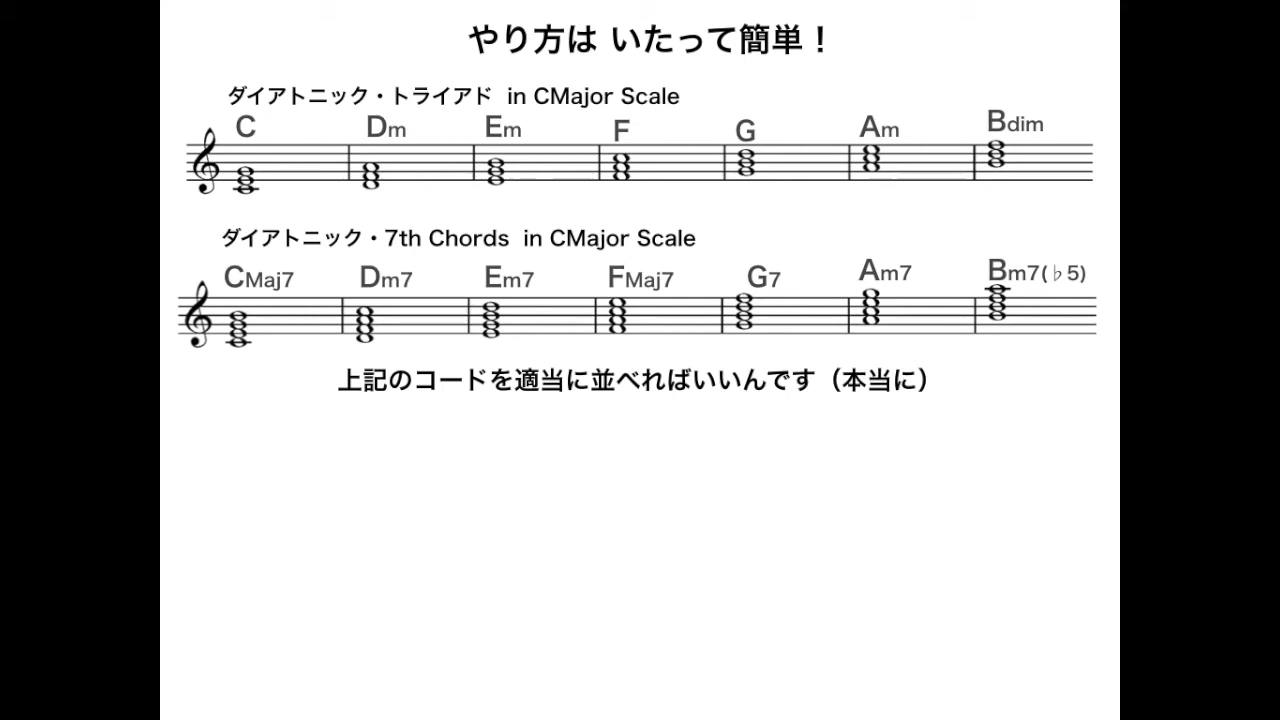 やり方は いたって簡単！
ダイアトニック・トライアド in CMajor Scale
C Dm Em F G Am Bdim
ダイアトニック・7th Chords in CMajor Scale
CMaj7 Dm7 Em7 FMaj7 G7 Am7 Bm7(♭5)
上記のコードを適当に並べればいいんです（本当に）